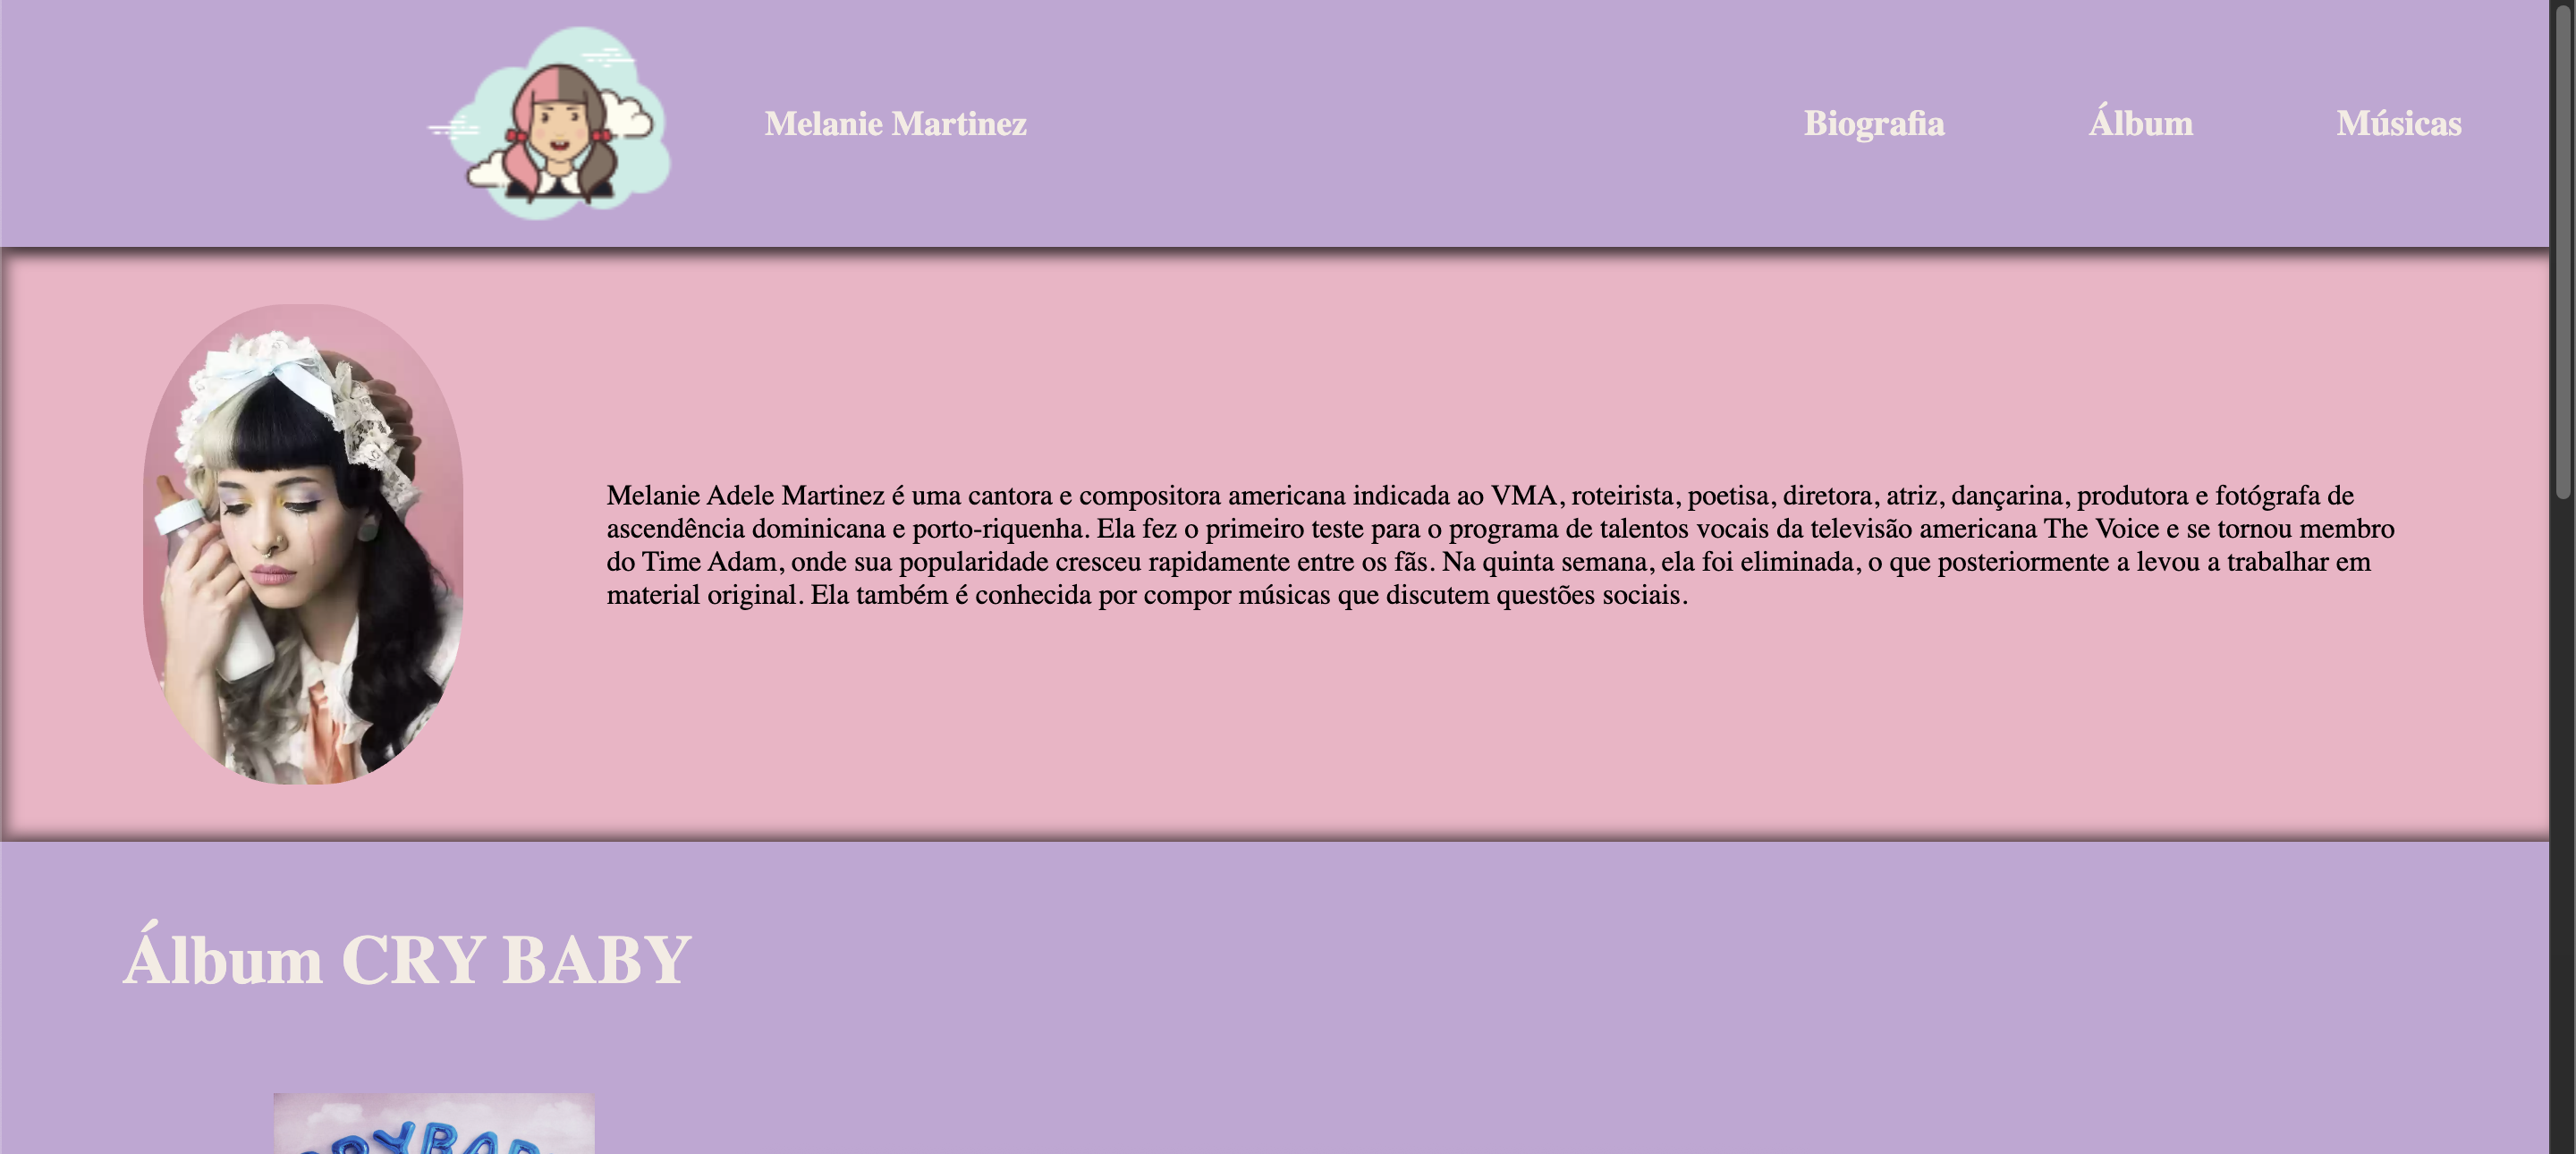 Melanie Martinez
Biografia
Álbum
Músicas
Melanie Adele Martinez é uma cantora e compositora americana indicada ao VMA, roteirista, poetisa, diretora, atriz, dançarina, produtora e fotógrafa de
ascendência dominicana e porto-riquenha. Ela fez o primeiro teste para o programa de talentos vocais da televisão americana The Voice e se tornou membro
do Time Adam, onde sua popularidade cresceu rapidamente entre os fãs. Na quinta semana, ela foi eliminada, o que posteriormente a levou a trabalhar em
material original. Ela também é conhecida por compor músicas que discutem questões sociais.
Álbum CRY BABY